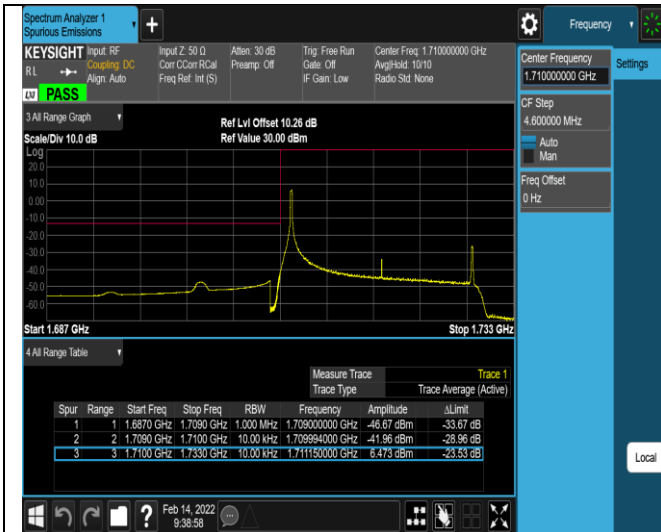 Spectrum Analyzer 1
Spurious Emissions
Frequency
KEYSIGHT Input: RF Input Z: 50 Ω Atten: 30 dB Trig: Free Run Center Freq: 1.710000000 GHz
RL Coupling: DC Corr CCorr RCal Preamp: Off Gate: Off Avg|Hold: 10/10
Align: Auto Freq Ref: Int (S) IF Gain: Low Radio Std: None
LXI PASS
Center Frequency
1.710000000 GHz
Settings
CF Step
4.600000 MHz
Auto
Man
Freq Offset
0 Hz
3 All Range Graph
Ref Lvl Offset 10.26 dB
Scale/Div 10.0 dB Ref Value 30.00 dBm
Log
20.0
10.0
0.00
-10.0
-20.0
-30.0
-40.0
-50.0
-60.0
Start 1.687 GHz Stop 1.733 GHz
4 All Range Table
Measure Trace Trace 1
Trace Type Trace Average (Active)
Spur Range Start Freq Stop Freq RBW Frequency Amplitude ΔLimit
1 1 1.6870 GHz 1.7090 GHz 1.000 MHz 1.709000000 GHz -46.67 dBm -33.67 dB
2 2 1.7090 GHz 1.7100 GHz 10.00 kHz 1.709994000 GHz -41.96 dBm -28.96 dB
3 3 1.7100 GHz 1.7330 GHz 10.00 kHz 1.711150000 GHz 6.473 dBm -23.53 dB
Local
Feb 14, 2022
9:38:58